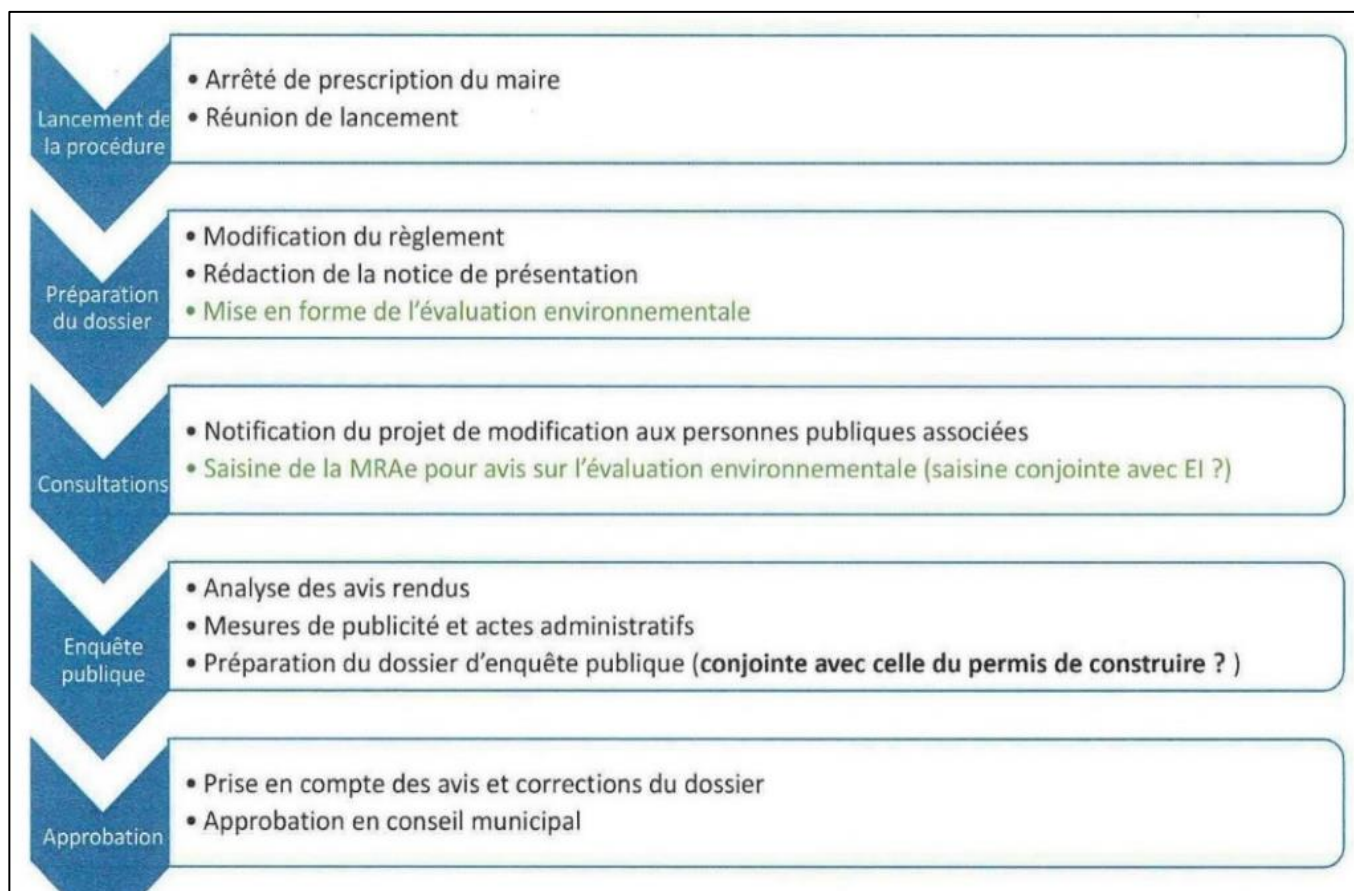 Lancement de
la procédure
• Arrêté de prescription du maire
• Réunion de lancement
Préparation
du dossier
• Modification du règlement
• Rédaction de la notice de présentation
• Mise en forme de l'évaluation environnementale
Consultations
• Notification du projet de modification aux personnes publiques associées
• Saisine de la MRAe pour avis sur l'évaluation environnementale (saisine conjointe avec EI ?)
Enquête
publique
• Analyse des avis rendus
• Mesures de publicité et actes administratifs
• Préparation du dossier d'enquête publique (conjointe avec celle du permis de construire ? )
Approbation
• Prise en compte des avis et corrections du dossier
• Approbation en conseil municipal